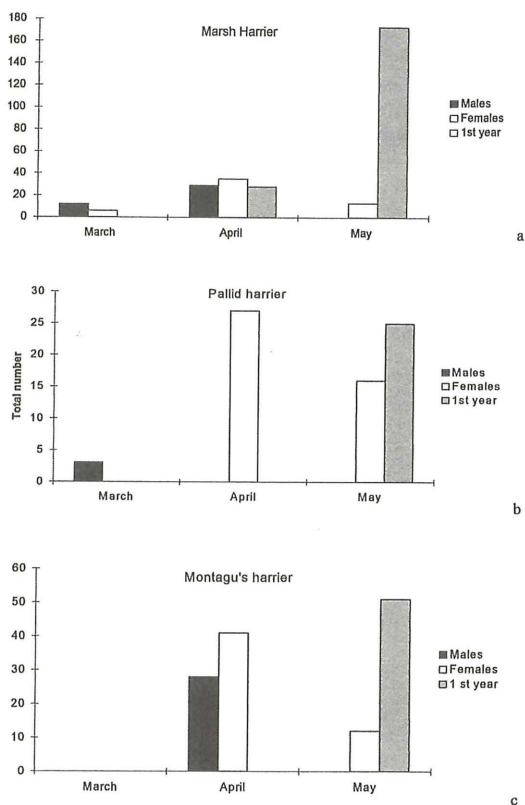 Marsh Harrier
180
160
140
120
100
80
60
40
20
0
March April May
Males
Females
1st year
a
Pallid harrier
Total number
30
25
20
15
10
5
0
March April May
Males
Females
1st year
b
Montagu's harrier
60
50
40
30
20
10
0
March April May
Males
Females
1 st year
c